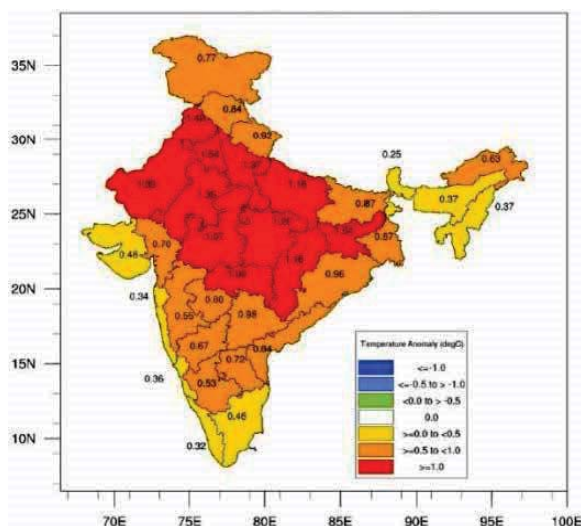 35N
30N
25N
20N
15N
10N
0.77
0.84
0.92
0.25
0.63
1.16
0.87
0.37
0.37
0.46
0.76
0.57
0.96
0.34
0.60
0.98
0.55
0.67
0.72
0.64
0.36
0.53
0.46
0.32
Temperature Anomaly (degC)
<=-1.0
<=-0.5 to > -1.0
<0.0 to > -0.5
0.0
>=0.0 to <0.5
>=0.5 to <1.0
>=1.0
70E 75E 80E 85E 90E 95E 100E